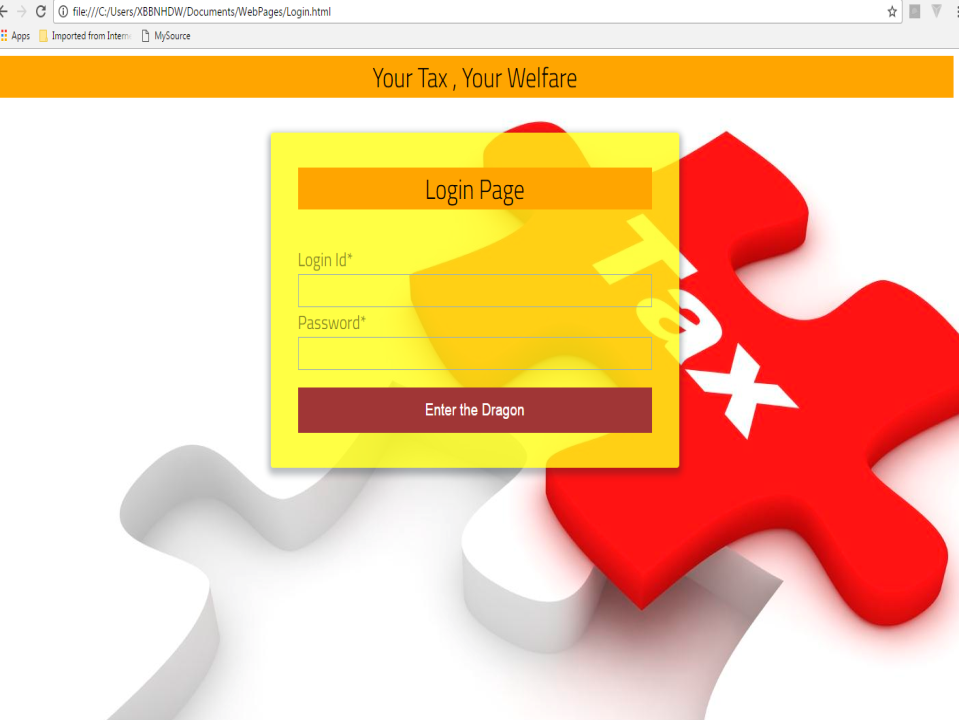 file:///C:/Users/XBBNHDW/Documents/WebPages/Login.html
Apps Imported from Intern MySource
Your Tax , Your Welfare
Login Page
Login Id*
Password*
Enter the Dragon
Tax